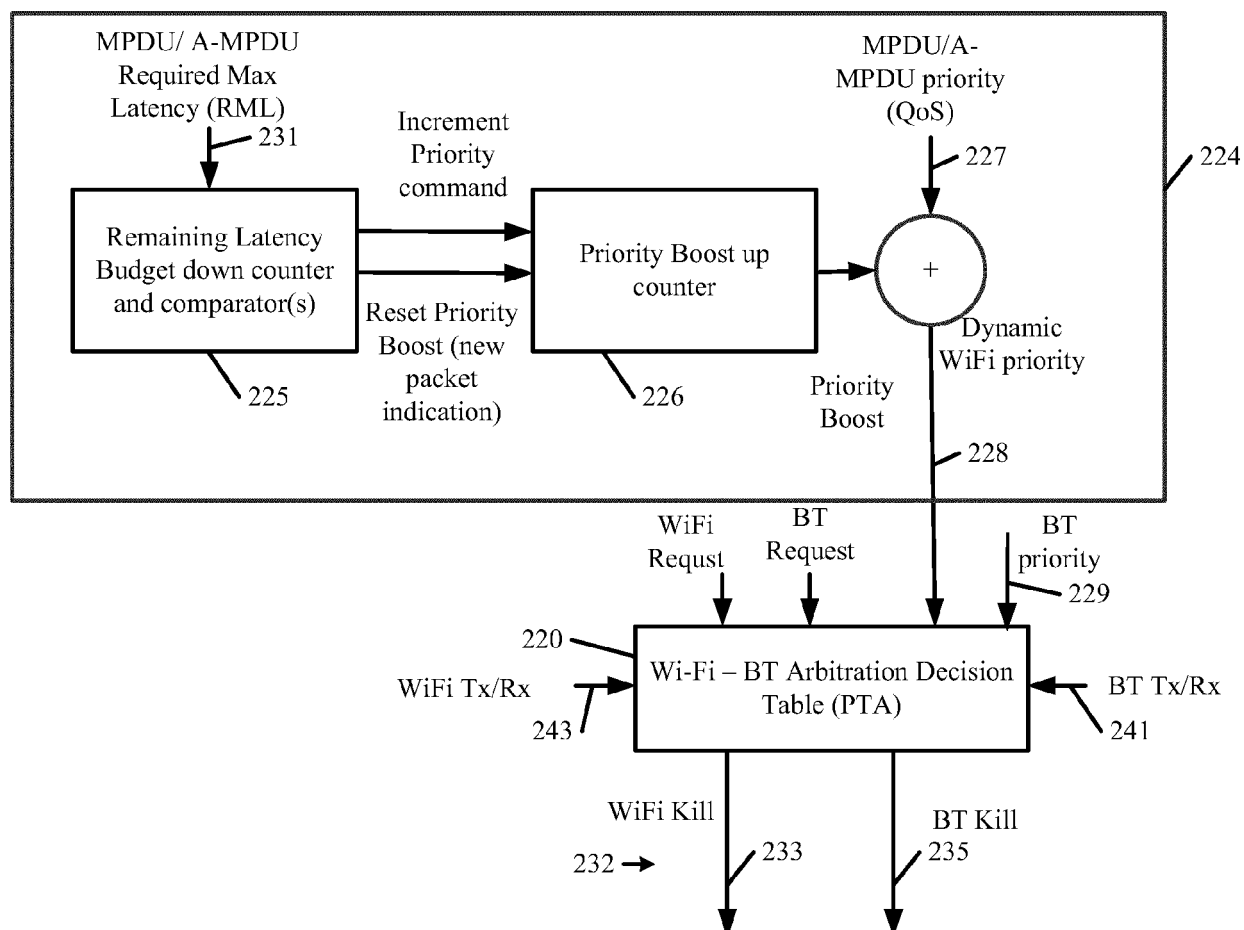 MPDU/ A-MPDU
Required Max
Latency (RML)
231
Increment
Priority
command
MPDU/A-
MPDU priority
(QoS)
227
224
Remaining Latency
Budget down counter
and comparator(s)
225
Reset Priority
Boost (new
packet
indication)
Priority Boost up
counter
226
+
Dynamic
WiFi priority
Priority
Boost
228
WiFi
Requst
BT
Request
BT
priority
229
220
Wi-Fi – BT Arbitration Decision
Table (PTA)
WiFi Tx/Rx
243
BT Tx/Rx
241
WiFi Kill
233
232
BT Kill
235